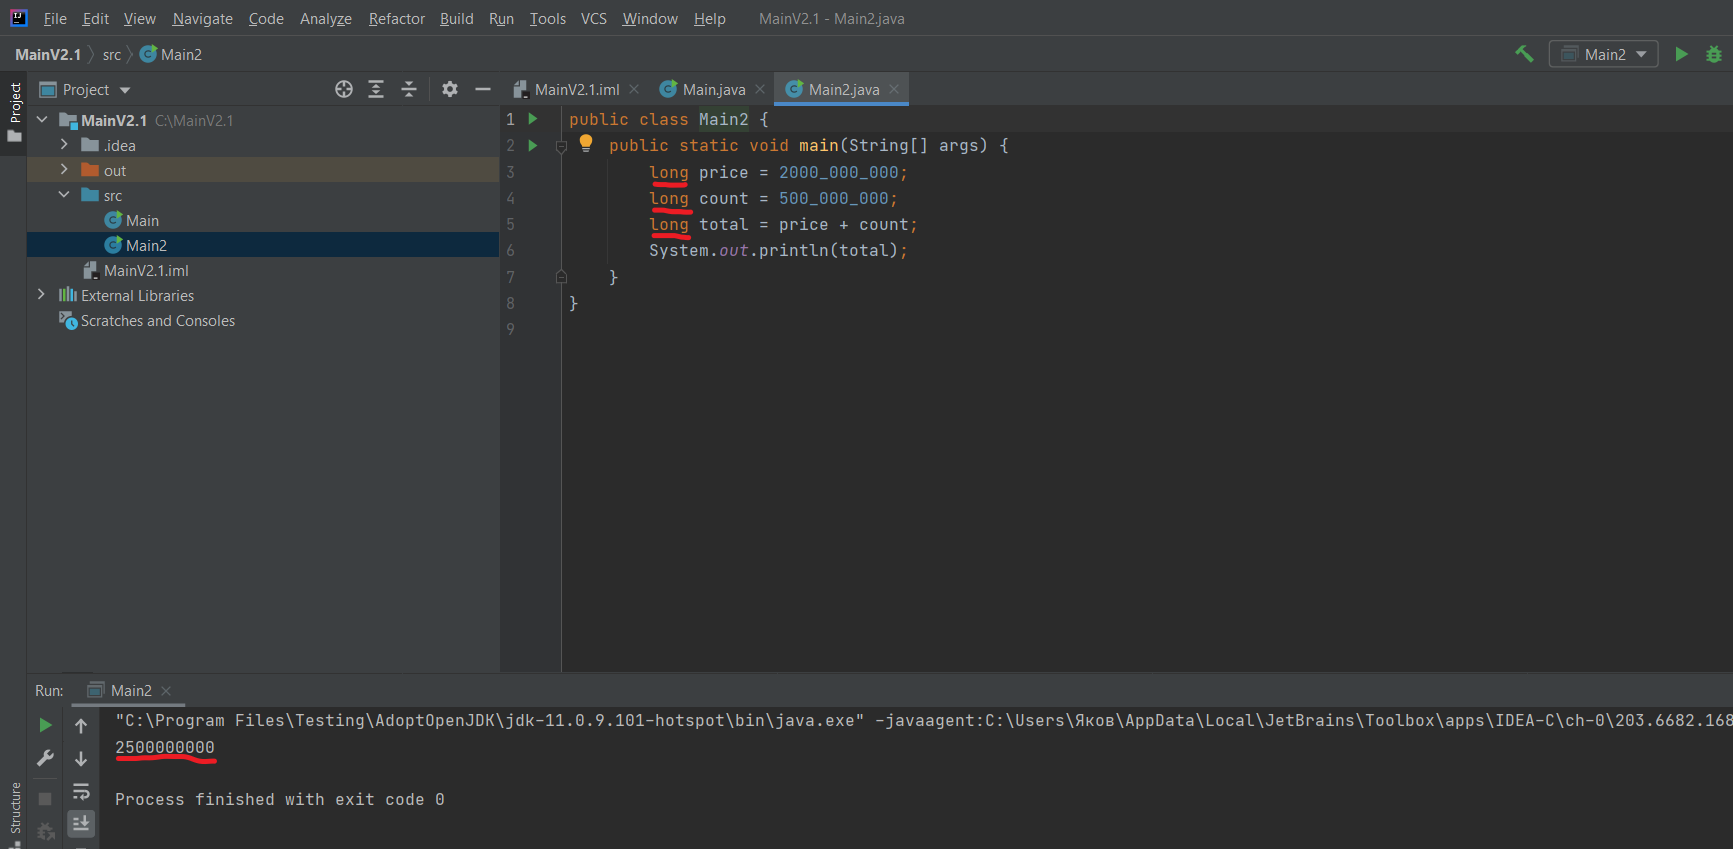 File Edit View Navigate Code Analyze Refactor Build Run Tools VCS Window Help MainV2.1 - Main2.java
MainV2.1 src Main2
Main2
Project
Project
MainV2.1.iml Main.java Main2.java
MainV2.1 C:\MainV2.1
.idea
out
src
Main
Main2
MainV2.1.iml
External Libraries
Scratches and Consoles
1 public class Main2 {
2 public static void main(String[] args) {
3 long price = 2000_000_000;
4 long count = 500_000_000;
5 long total = price + count;
6 System.out.println(total);
7 }
8 }
9
Run: Main2
"C:\Program Files\Testing\AdoptOpenJDK\jdk-11.0.9.101-hotspot\bin\java.exe" -javaagent:C:\Users\Яков\AppData\Local\JetBrains\Toolbox\apps\IDEA-C\ch-0\203.6682.168
2500000000
Process finished with exit code 0
Structure